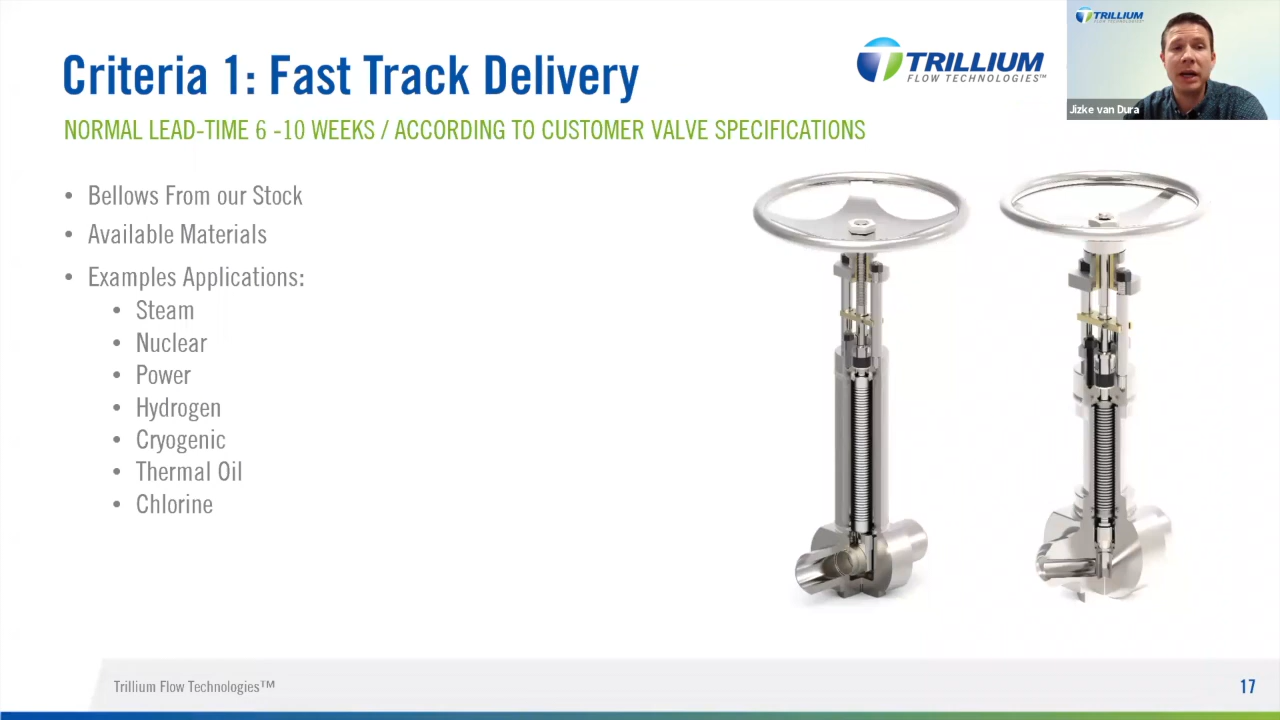 Criteria 1: Fast Track Delivery
NORMAL LEAD-TIME 6 -10 WEEKS / ACCORDING TO CUSTOMER VALVE SPECIFICATIONS
TRILLIUM
FLOW TECHNOLOGIES™
TRILLIUM
FLOW TECHNOLOGIES
Jizke van Dura
• Bellows From our Stock
• Available Materials
• Examples Applications:
• Steam
• Nuclear
• Power
• Hydrogen
• Cryogenic
• Thermal Oil
• Chlorine
Trillium Flow Technologies™
17